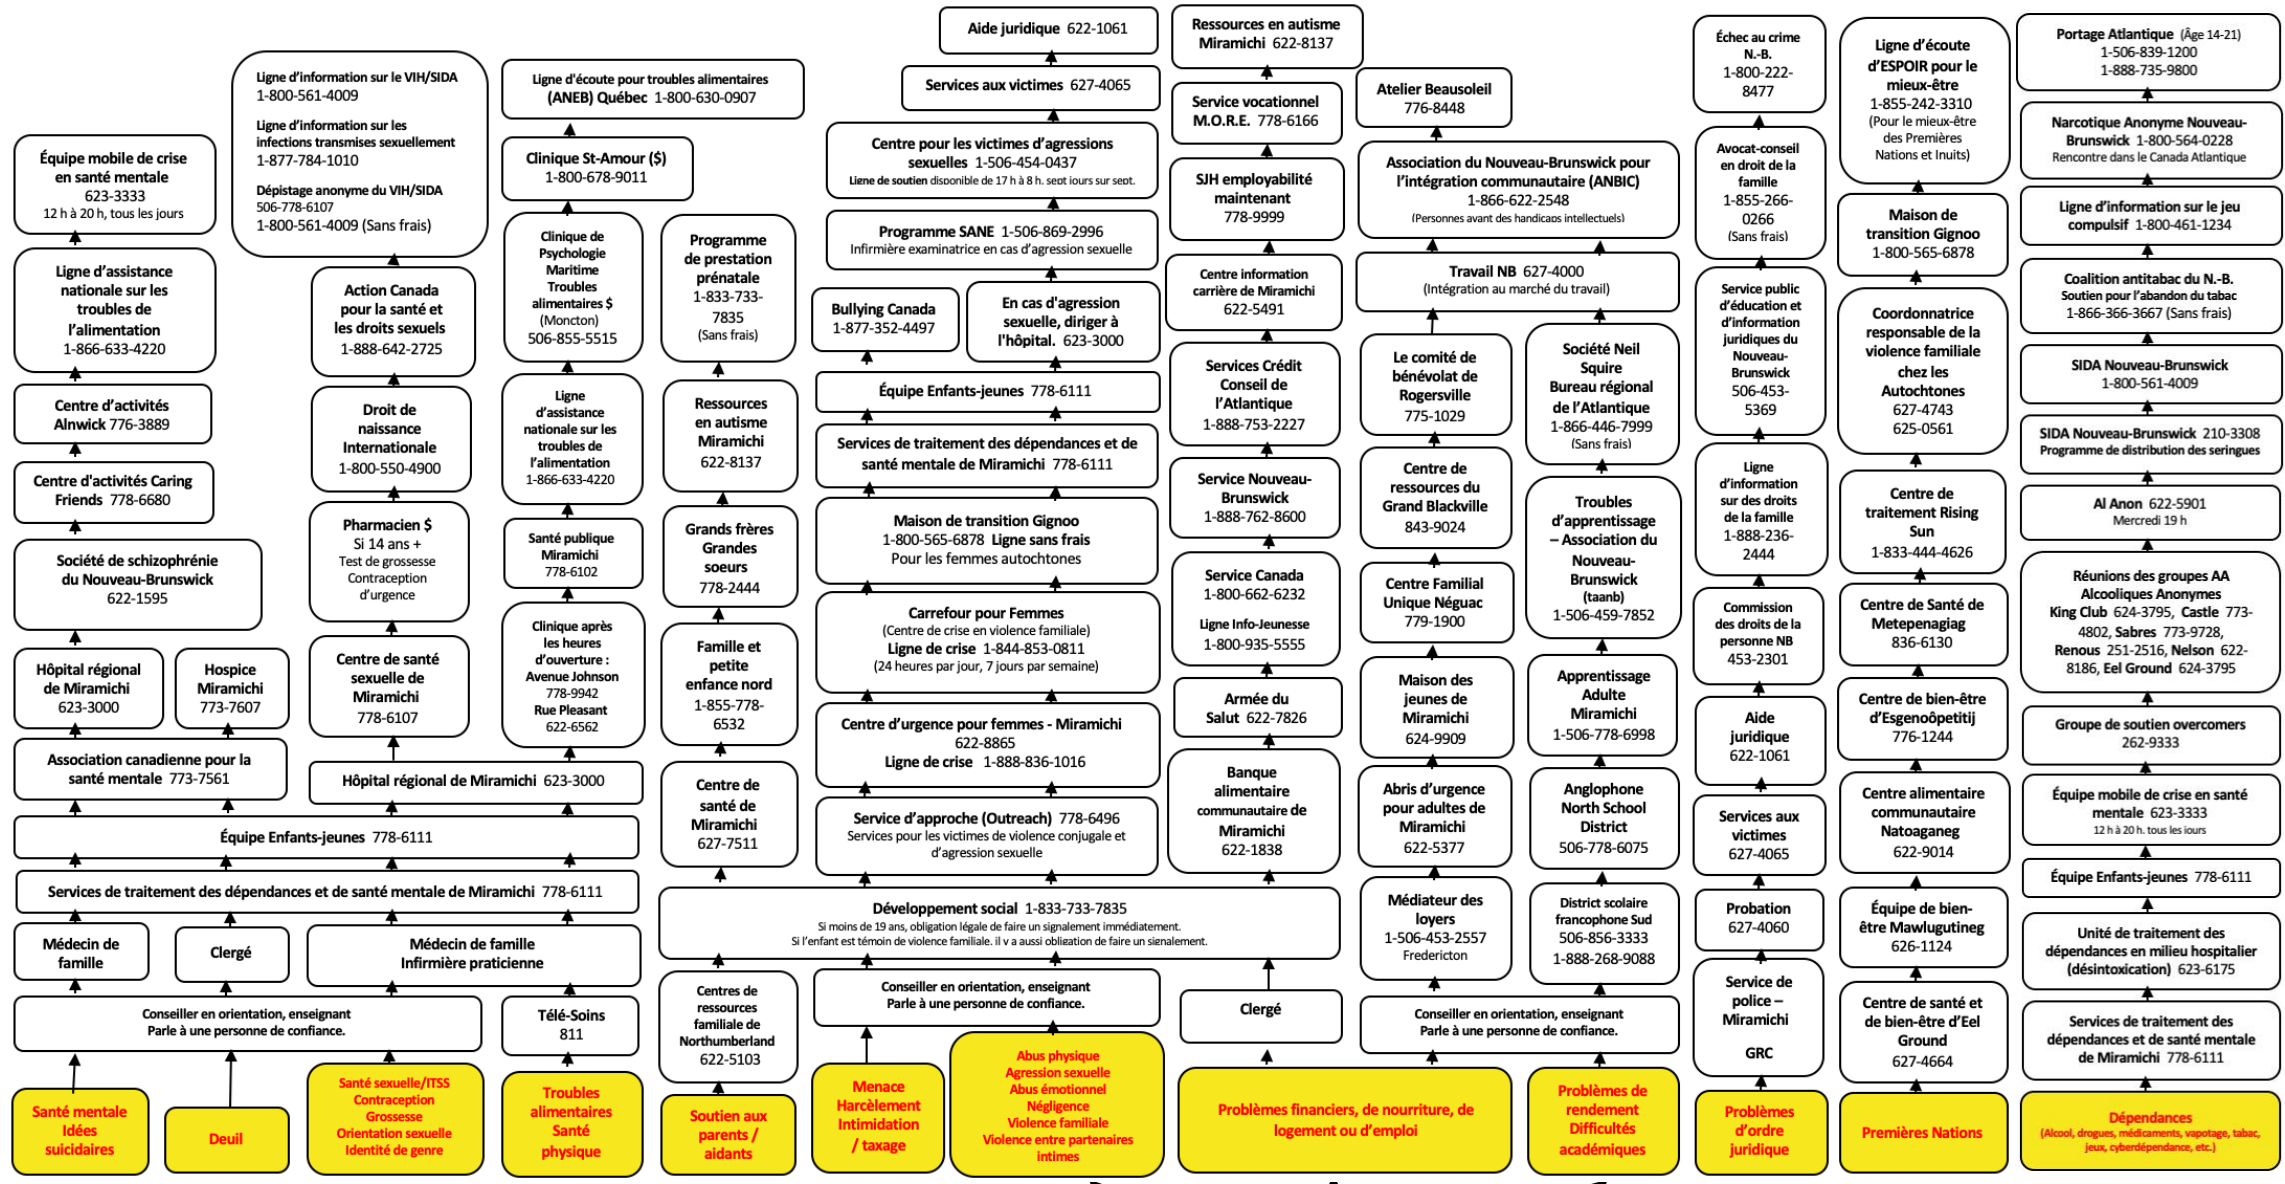 Équipe mobile de crise
en santé mentale
623-3333
12 h à 20 h, tous les jours
Ligne d'assistance
nationale sur les
troubles de
l'alimentation
1-866-633-4220
Centre d'activités
Alnwick 776-3889
Centre d'activités Caring
Friends 778-6680
Société de schizophrénie
du Nouveau-Brunswick
622-1595
Hôpital régional
de Miramichi
623-3000
Hospice
Miramichi
773-7607
Association canadienne pour la
santé mentale 773-7561
Équipe Enfants-jeunes 778-6111
Services de traitement des dépendances et de santé mentale de Miramichi 778-6111
Médecin de
famille
Clergé
Médecin de famille
Infirmière praticienne
Conseiller en orientation, enseignant
Parle à une personne de confiance.
Télé-Soins
811
Santé mentale
Idées
suicidaires
Deuil
Santé sexuelle/ITSS
Contraception
Grossesse
Orientation sexuelle
Identité de genre
Troubles
alimentaires
Santé
physique
Ligne d'information sur le VIH/SIDA
1-800-561-4009
Ligne d'information sur les
infections transmises sexuellement
1-877-784-1010
Dépistage anonyme du VIH/SIDA
506-778-6107
1-800-561-4009 (Sans frais)
Action Canada
pour la santé et
les droits sexuels
1-888-642-2725
Droit de
naissance
Internationale
1-800-550-4900
Pharmacien $
Si 14 ans +
Test de grossesse
Contraception
d'urgence
Centre de santé
sexuelle de
Miramichi
778-6107
Hôpital régional de Miramichi 623-3000
Ligne d'écoute pour troubles alimentaires
(ANEB) Québec 1-800-630-0907
Clinique St-Amour ($)
1-800-678-9011
Clinique de
Psychologie
Maritime
Troubles
alimentaires $
(Moncton)
506-855-5515
Ligne
d'assistance
nationale sur les
troubles de
l'alimentation
1-866-633-4220
Santé publique
Miramichi
778-6102
Clinique après
les heures
d'ouverture :
Avenue Johnson
778-9942
Rue Pleasant
622-6562
Programme
de prestation
prénatale
1-833-733-
7835
(Sans frais)
Ressources
en autisme
Miramichi
622-8137
Grands frères
Grandes
soeurs
778-2444
Famille et
petite
enfance nord
1-855-778-
6532
Centre de
santé de
Miramichi
627-7511
Développement social 1-833-733-7835
Si moins de 19 ans, obligation légale de faire un signalement immédiatement.
Si l'enfant est témoin de violence familiale. il y a aussi obligation de faire un signalement.
Centres de
ressources
familiale de
Northumberland
622-5103
Soutien aux
parents /
aidants
Aide juridique 622-1061
Services aux victimes 627-4065
Centre pour les victimes d'agressions
sexuelles 1-506-454-0437
Ligne de soutien disponible de 17 h à 8 h. sept jours sur sept.
Programme SANE 1-506-869-2996
Infirmière examinatrice en cas d'agression sexuelle
Bullying Canada
1-877-352-4497
En cas d'agression
sexuelle, diriger à
l'hôpital. 623-3000
Équipe Enfants-jeunes 778-6111
Services de traitement des dépendances et de
santé mentale de Miramichi 778-6111
Maison de transition Gignoo
1-800-565-6878 Ligne sans frais
Pour les femmes autochtones
Carrefour pour Femmes
(Centre de crise en violence familiale)
Ligne de crise 1-844-853-0811
(24 heures par jour, 7 jours par semaine)
Centre d'urgence pour femmes - Miramichi
622-8865
Ligne de crise 1-888-836-1016
Service d'approche (Outreach) 778-6496
Services pour les victimes de violence conjugale et
d'agression sexuelle
Conseiller en orientation, enseignant
Parle à une personne de confiance.
Menace
Harcèlement
Intimidation
/ taxage
Abus physique
Agression sexuelle
Abus émotionnel
Négligence
Violence familiale
Violence entre partenaires
intimes
Ressources en autisme
Miramichi 622-8137
Service vocationnel
M.O.R.E. 778-6166
SJH employabilité
maintenant
778-9999
Centre information
carrière de Miramichi
622-5491
Services Crédit
Conseil de
l'Atlantique
1-888-753-2227
Service Nouveau-
Brunswick
1-888-762-8600
Service Canada
1-800-662-6232
Ligne Info-Jeunesse
1-800-935-5555
Armée du
Salut 622-7826
Banque
alimentaire
communautaire de
Miramichi
622-1838
Clergé
Problèmes financiers, de nourriture, de
logement ou d'emploi
Atelier Beausoleil
776-8448
Association du Nouveau-Brunswick pour
l'intégration communautaire (ANBIC)
1-866-622-2548
(Personnes ayant des handicaps intellectuels)
Travail NB 627-4000
(Intégration au marché du travail)
Le comité de
bénévolat de
Rogersville
775-1029
Centre de
ressources du
Grand Blackville
843-9024
Centre Familial
Unique Néguac
779-1900
Maison des
jeunes de
Miramichi
624-9909
Abris d'urgence
pour adultes de
Miramichi
622-5377
Médiateur des
loyers
1-506-453-2557
Fredericton
Société Neil
Squire
Bureau régional
de l'Atlantique
1-866-446-7999
(Sans frais)
Troubles
d'apprentissage
– Association du
Nouveau-
Brunswick
(taanb)
1-506-459-7852
Apprentissage
Adulte
Miramichi
1-506-778-6998
Anglophone
North School
District
506-778-6075
District scolaire
francophone Sud
506-856-3333
1-888-268-9088
Conseiller en orientation, enseignant
Parle à une personne de confiance.
Problèmes de
rendement
Difficultés
académiques
Échec au crime
N.-B.
1-800-222-
8477
Avocat-conseil
en droit de la
famille
1-855-266-
0266
(Sans frais)
Service public
d'éducation et
d'information
juridiques du
Nouveau-
Brunswick
506-453-
5369
Ligne
d'information
sur des droits
de la famille
1-888-236-
2444
Commission
des droits de la
personne NB
453-2301
Aide
juridique
622-1061
Services aux
victimes
627-4065
Probation
627-4060
Service de
police –
Miramichi
GRC
Problèmes
d'ordre
juridique
Ligne d'écoute
d'ESPOIR pour le
mieux-être
1-855-242-3310
(Pour le mieux-être
des Premières
Nations et Inuits)
Maison de
transition Gignoo
1-800-565-6878
Coordonnatrice
responsable de la
violence familiale
chez les
Autochtones
627-4743
625-0561
Centre de
traitement Rising
Sun
1-833-444-4626
Centre de Santé de
Metepenagiag
836-6130
Centre de bien-être
d'Esgenoôpetitij
776-1244
Centre alimentaire
communautaire
Natoaganeg
622-9014
Équipe de bien-
être Mawlugutineg
626-1124
Centre de santé et
de bien-être d'Eel
Ground
627-4664
Premières Nations
Portage Atlantique (Âge 14-21)
1-506-839-1200
1-888-735-9800
Narcotique Anonyme Nouveau-
Brunswick 1-800-564-0228
Rencontre dans le Canada Atlantique
Ligne d'information sur le jeu
compulsif 1-800-461-1234
Coalition antitabac du N.-B.
Soutien pour l'abandon du tabac
1-866-366-3667 (Sans frais)
SIDA Nouveau-Brunswick
1-800-561-4009
SIDA Nouveau-Brunswick 210-3308
Programme de distribution des seringues
Al Anon 622-5901
Mercredi 19 h
Réunions des groupes AA
Alcooliques Anonymes
King Club 624-3795, Castle 773-
4802, Sabres 773-9728,
Renous 251-2516, Nelson 622-
8186, Eel Ground 624-3795
Groupe de soutien overcomers
262-9333
Équipe mobile de crise en santé
mentale 623-3333
12 h à 20 h. tous les jours
Équipe Enfants-jeunes 778-6111
Unité de traitement des
dépendances en milieu hospitalier
(désintoxication) 623-6175
Services de traitement des
dépendances et de santé mentale
de Miramichi 778-6111
Dépendances
(Alcool, drogues, médicaments, vapotage, tabac,
jeux, cyberdépendance, etc.)